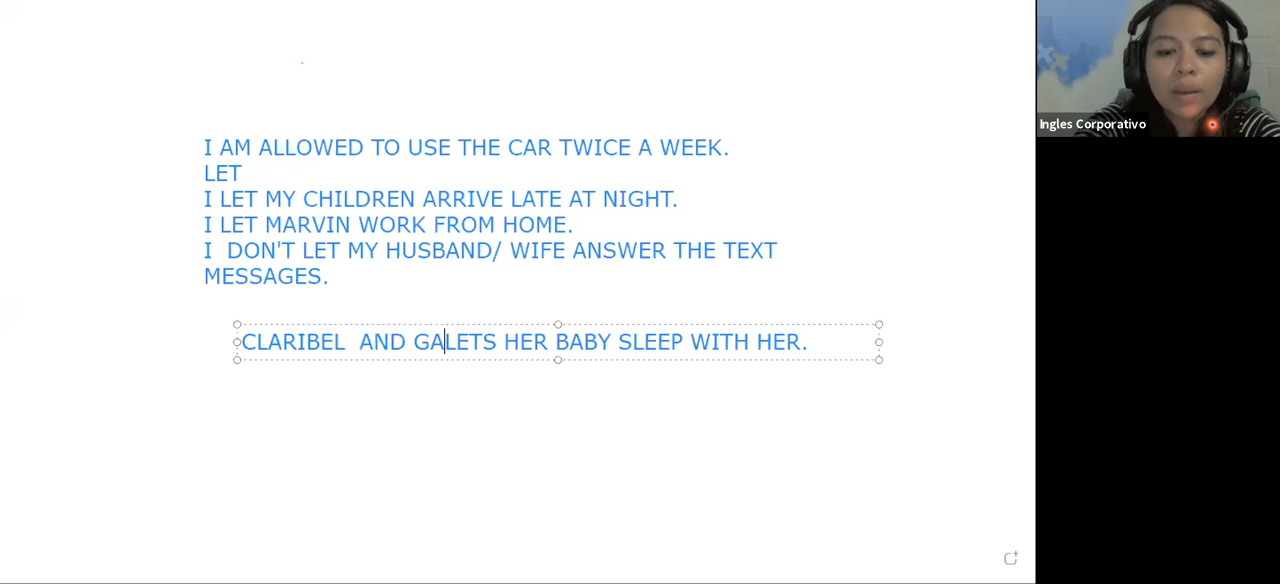 I AM ALLOWED TO USE THE CAR TWICE A WEEK.
LET
I LET MY CHILDREN ARRIVE LATE AT NIGHT.
I LET MARVIN WORK FROM HOME.
I  DON'T LET MY HUSBAND/ WIFE ANSWER THE TEXT
MESSAGES.
CLARIBEL  AND GALETS HER BABY SLEEP WITH HER.
Ingles Corporativo